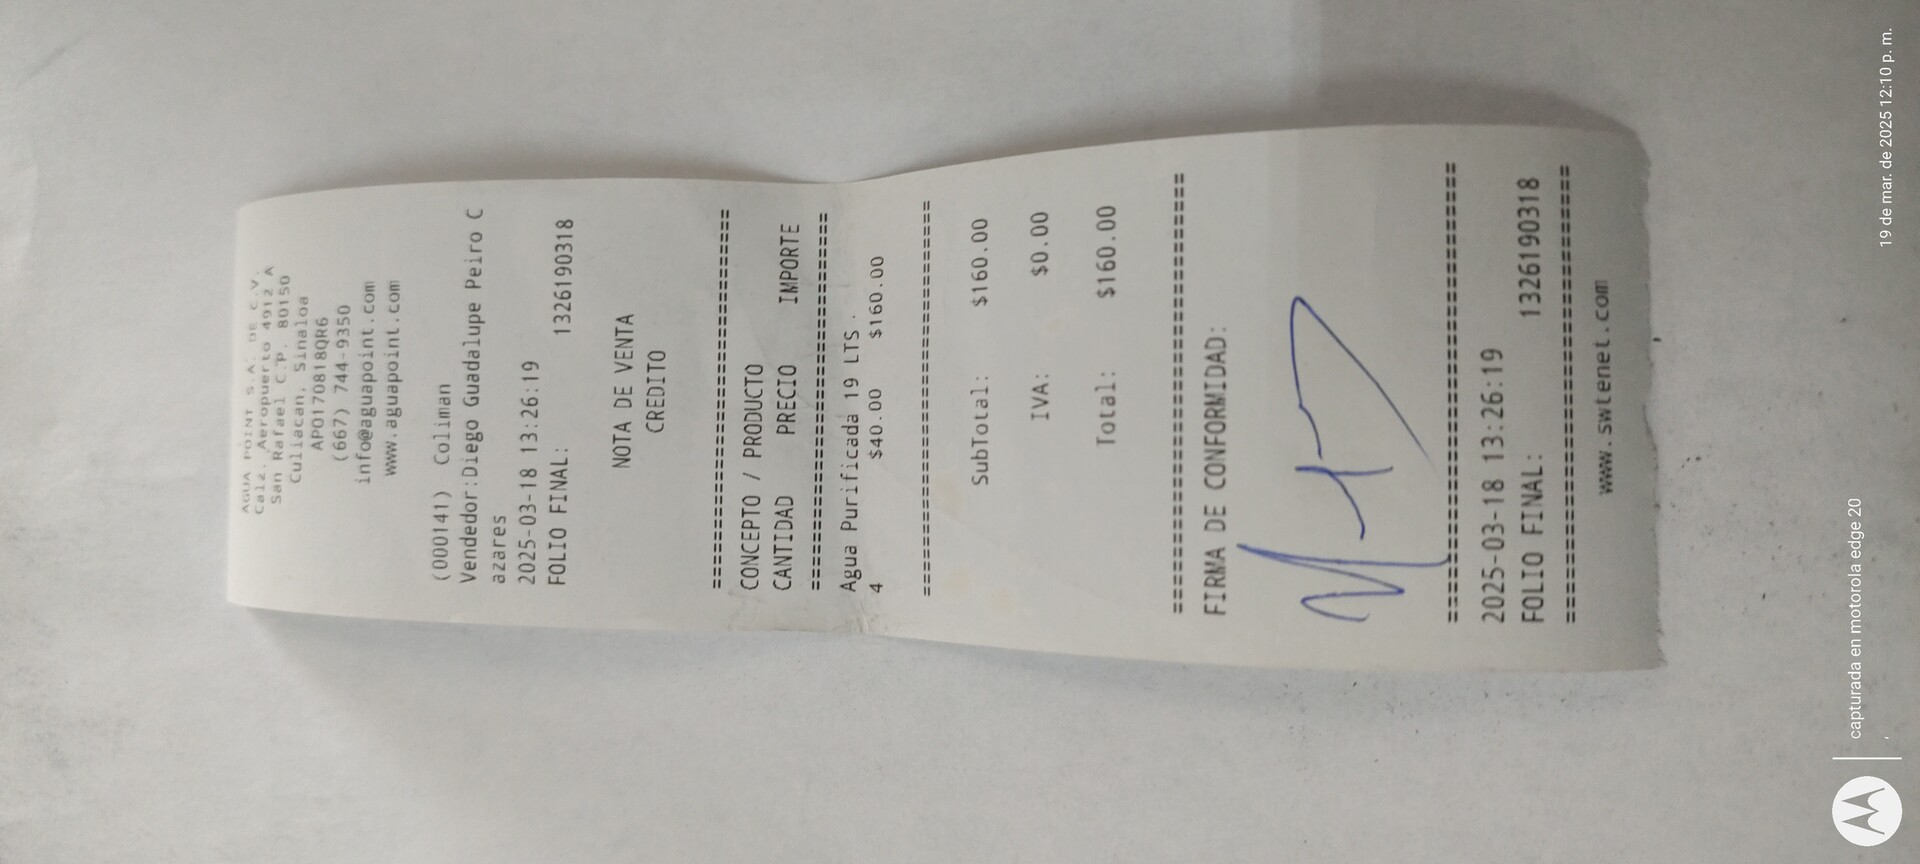 AGUA POINT S.A. DE C.V.
Calz. Aeropuerto 4912 A
San Rafael C.P. 80150
Culiacan, Sinaloa
APO170818QR6
(667) 744-9350
info@aguapoint.com
www.aguapoint.com
(000141) Coliman
Vendedor:Diego Guadalupe Peiro C
azares
2025-03-18 13:26:19
FOLIO FINAL: 1326190318
NOTA DE VENTA
CREDITO
================================
CONCEPTO / PRODUCTO
CANTIDAD PRECIO IMPORTE
================================
Agua Purificada 19 LTS.
4 $40.00 $160.00
================================
SubTotal: $160.00
IVA: $0.00
Total: $160.00
================================
FIRMA DE CONFORMIDAD:
================================
2025-03-18 13:26:19
FOLIO FINAL: 1326190318
================================
www.swtenet.com
capturada en motorola edge 20
,
19 de mar. de 2025 12:10 p. m.